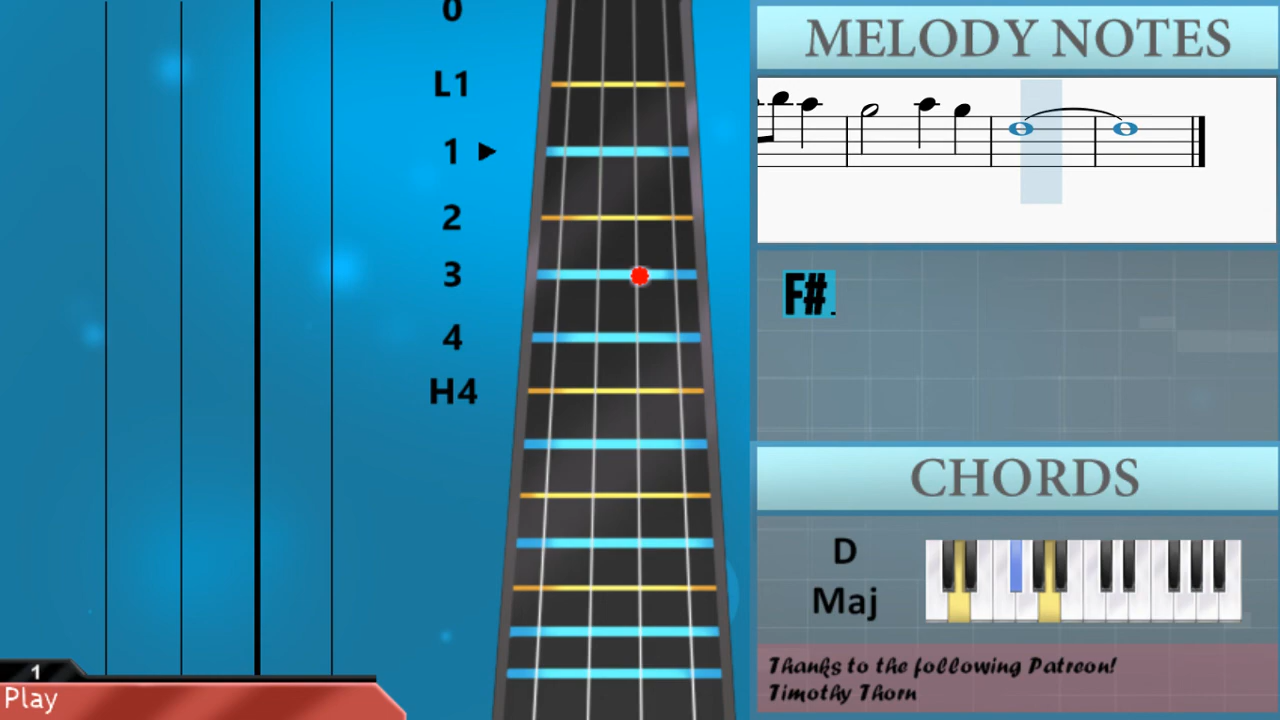 0
L1
1
2
3
4
H4
MELODY NOTES
F#.
CHORDS
D
Maj
Thanks to the following Patreon!
Timothy Thorn
1
Play